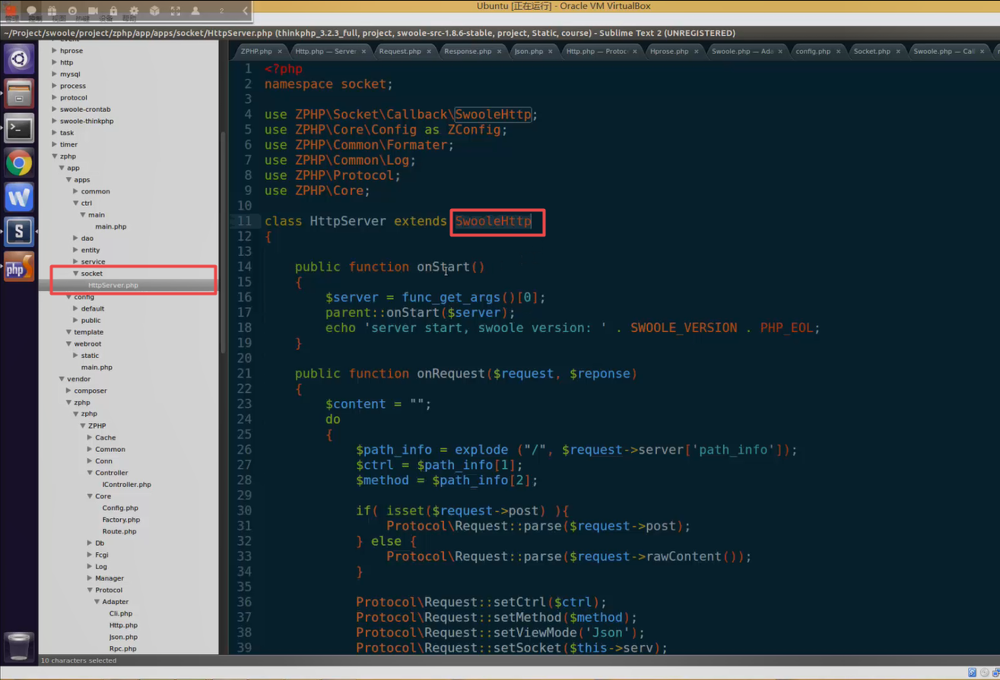 Ubuntu [正在运行] - Oracle VM VirtualBox
2
~/Project/swoole/project/zphp/app/apps/socket/HttpServer.php (thinkphp_3.2.3_full, project, swoole-src-1.8.6-stable, project, Static, course) - Sublime Text 2 (UNREGISTERED)
ZPHP.php × Http.php — Server × Request.php × Response.php × Json.php × Http.php — Protoc × Hprose.php × Swoole.php — Ada × config.php × Socket.php × Swoole.php — Call ×
hprose
http
mysql
process
protocol
swoole-crontab
swoole-thinkphp
task
timer
zphp
app
apps
common
ctrl
main
main.php
dao
entity
service
socket
HttpServer.php
config
default
public
template
webroot
static
main.php
vendor
composer
zphp
zphp
ZPHP
Cache
Common
Conn
Controller
IController.php
Core
Config.php
Factory.php
Route.php
Db
Fcgi
Log
Manager
Protocol
Adapter
Cli.php
Http.php
Json.php
Rpc.php
1 <?php
2 namespace socket;
3
4 use ZPHP\Socket\Callback\SwooleHttp;
5 use ZPHP\Core\Config as ZConfig;
6 use ZPHP\Common\Formater;
7 use ZPHP\Common\Log;
8 use ZPHP\Protocol;
9 use ZPHP\Core;
10
11 class HttpServer extends SwooleHttp
12 {
13
14 public function onStart()
15 {
16 $server = func_get_args()[0];
17 parent::onStart($server);
18 echo 'server start, swoole version: ' . SWOOLE_VERSION . PHP_EOL;
19 }
20
21 public function onRequest($request, $reponse)
22 {
23 $content = "";
24 do
25 {
26 $path_info = explode ("/", $request->server['path_info']);
27 $ctrl = $path_info[1];
28 $method = $path_info[2];
29
30 if( isset($request->post) ){
31 Protocol\Request::parse($request->post);
32 } else {
33 Protocol\Request::parse($request->rawContent());
34 }
35
36 Protocol\Request::setCtrl($ctrl);
37 Protocol\Request::setMethod($method);
38 Protocol\Request::setViewMode('Json');
39 Protocol\Request::setSocket($this->serv);
10 characters selected